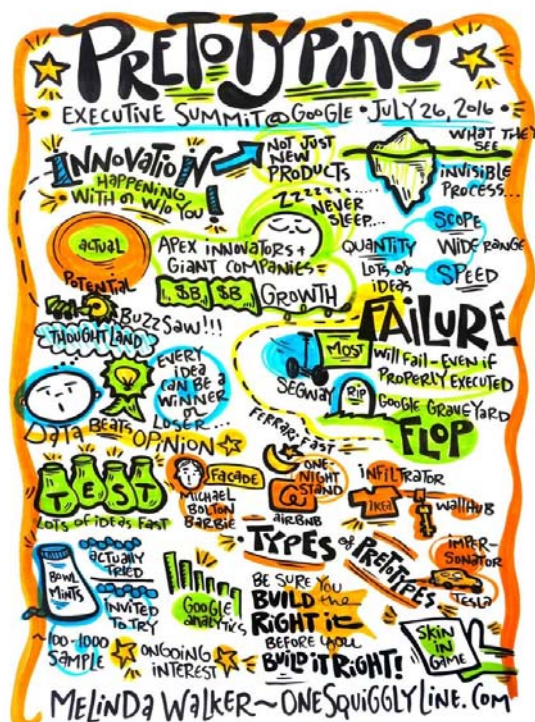 PRETOTYPING
EXECUTIVE SUMMIT @ GOOGLE • JULY 26, 2016
INNOVATION
HAPPENING
WITH OR W/O YOU!
NOT JUST
NEW
PRODUCTS
WHAT THEY
SEE
INVISIBLE
PROCESS...
ZZZZZZZ...
NEVER
SLEEP....
ACTUAL
POTENTIAL
APEX INNOVATORS +
GIANT COMPANIES =
$B $B GROWTH
SCOPE
QUANTITY
WIDE RANGE
LOTS OF
IDEAS
SPEED
BUZZSAW!!!
THOUGHTLAND
EVERY
IDEA
CAN BE A
WINNER
OR
LOSER...
DATA BEATS OPINION
FAILURE
MOST
WILL FAIL - EVEN IF
PROPERLY EXECUTED
SEGWAY
RIP
GOOGLE GRAVEYARD
FLOP
FERRARI FAST
TEST
LOTS OF IDEAS FAST
FACADE
MICHAEL
BOLTON
BARBIE
ONE-
NIGHT
STAND
AIRBNB
INFILTRATOR
IKEA
WALLHUB
• TYPES of PRETOTYPES •
IMPER-
SONATOR
TESLA
BOWL
MINTS
ACTUALLY
TRIED
INVITED
TO TRY
~100-1000
SAMPLE
GOOGLE
ANALYTICS
ONGOING
INTEREST
BE SURE YOU
BUILD the
RIGHT it
BEFORE YOU
BUILD IT RIGHT!
SKIN
IN
GAME
MELINDA WALKER ~ ONESQUIGGLYLINE.COM